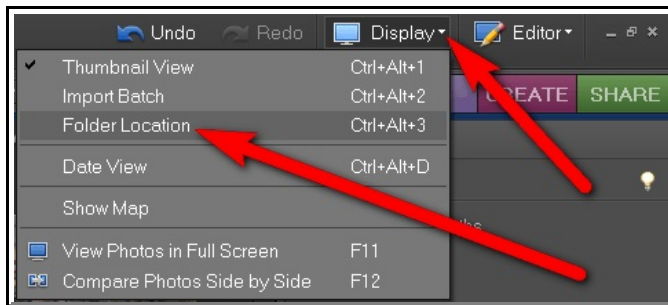 Undo Redo Display Editor
Thumbnail View Ctrl+Alt+1
Import Batch Ctrl+Alt+2
CREATE SHARE
Folder Location Ctrl+Alt+3
Date View Ctrl+Alt+D
Show Map
View Photos in Full Screen F11
Compare Photos Side by Side F12